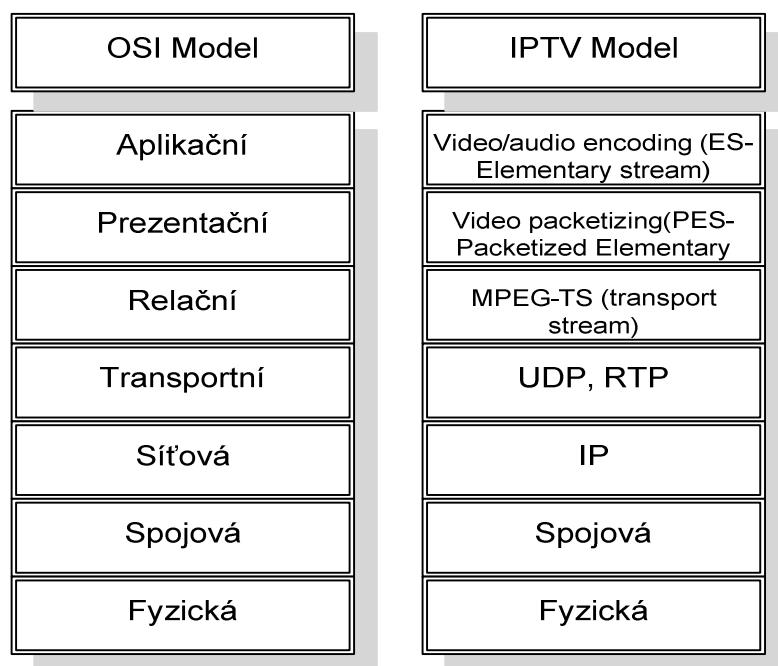 OSI Model
Aplikační
Prezentační
Relační
Transportní
Síťová
Spojová
Fyzická
IPTV Model
Video/audio encoding (ES-
Elementary stream)
Video packetizing(PES-
Packetized Elementary
MPEG-TS (transport
stream)
UDP, RTP
IP
Spojová
Fyzická